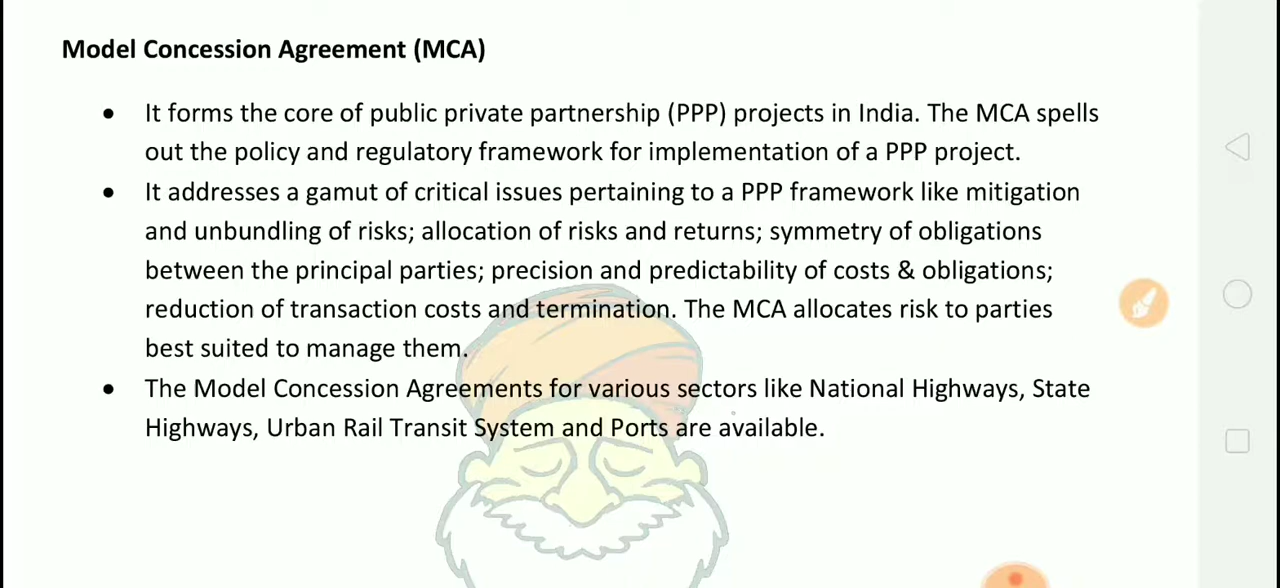 Model Concession Agreement (MCA)
• It forms the core of public private partnership (PPP) projects in India. The MCA spells
out the policy and regulatory framework for implementation of a PPP project.
• It addresses a gamut of critical issues pertaining to a PPP framework like mitigation
and unbundling of risks; allocation of risks and returns; symmetry of obligations
between the principal parties; precision and predictability of costs & obligations;
reduction of transaction costs and termination. The MCA allocates risk to parties
best suited to manage them.
• The Model Concession Agreements for various sectors like National Highways, State
Highways, Urban Rail Transit System and Ports are available.